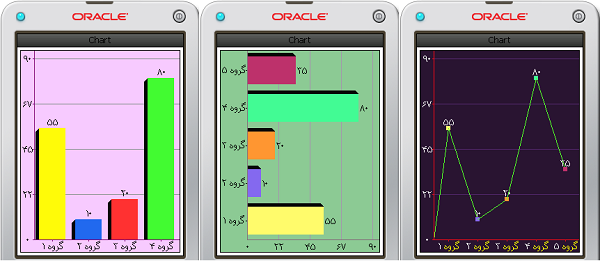 ORACLE
Chart
۹۰
۸۰
۶۷
۵۵
۴۵
۲۲
۲۰
۱۰
۰
گروه ۱ گروه ۲ گروه ۳ گروه ۴
ORACLE
Chart
گروه ۵ ۳۵
گروه ۴ ۸۰
گروه ۳ ۲۰
گروه ۲ ۱۰
گروه ۱ ۵۵
۰ ۲۲ ۴۵ ۶۷ ۹۰
ORACLE
Chart
۹۰
۸۰
۶۷
۵۵
۴۵
۳۵
۲۲
۲۰
۱۰
۰
گروه ۱ گروه ۲ گروه ۳ گروه ۴ گروه ۵